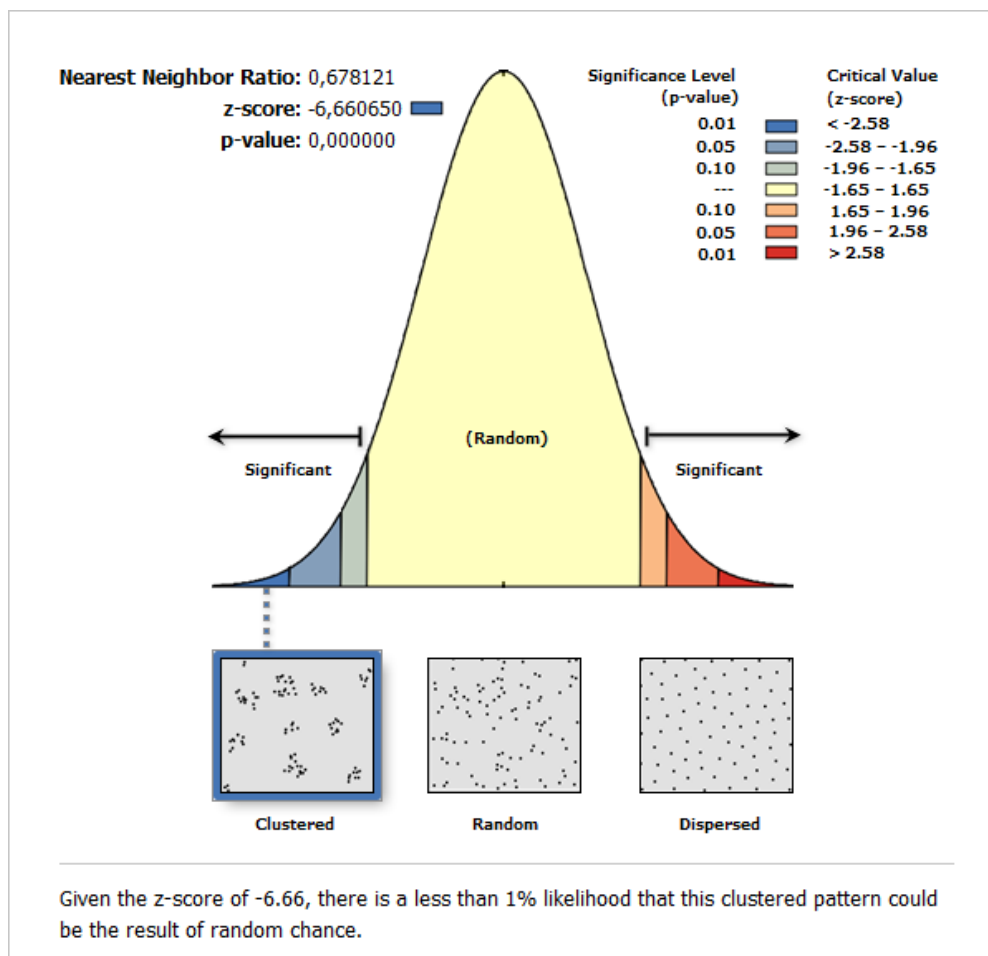 Nearest Neighbor Ratio: 0,678121
z-score: -6,660650
p-value: 0,000000
Significance Level Critical Value
(p-value) (z-score)
0.01 < -2.58
0.05 -2.58 – -1.96
0.10 -1.96 – -1.65
--- -1.65 – 1.65
0.10 1.65 – 1.96
0.05 1.96 – 2.58
0.01 > 2.58
(Random)
Significant Significant
Clustered Random Dispersed
Given the z-score of -6.66, there is a less than 1% likelihood that this clustered pattern could
be the result of random chance.